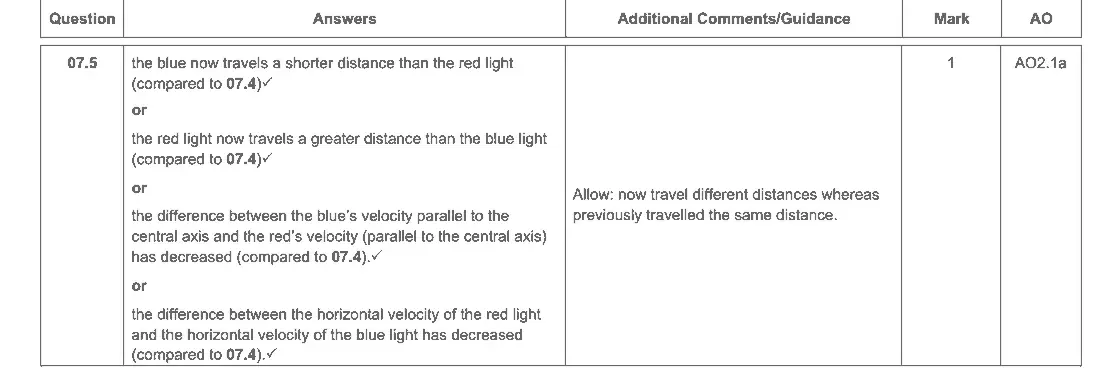 Question Answers Additional Comments/Guidance Mark AO
07.5 the blue now travels a shorter distance than the red light 1 AO2.1a
(compared to 07.4)✓
or
the red light now travels a greater distance than the blue light
(compared to 07.4)✓
or
Allow: now travel different distances whereas
previously travelled the same distance.
the difference between the blue's velocity parallel to the
central axis and the red's velocity (parallel to the central axis)
has decreased (compared to 07.4).✓
or
the difference between the horizontal velocity of the red light
and the horizontal velocity of the blue light has decreased
(compared to 07.4).✓